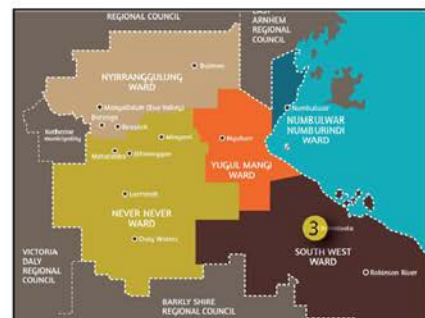 REGIONAL COUNCIL
EAST
ARNHEM
REGIONAL
COUNCIL
Bulman
NYIRRANGGULUNG
WARD
Manyallaluk (Eva Valley)
Barunga
Beswick
NUMBULWAR
NUMBURINDI
WARD
Numbulwar
Katherine
municipality
Minyerri
Ngukurr
Mataranka
Jilkminggan
YUGUL MANGI
WARD
Larrimah
NEVER NEVER
WARD
Daly Waters
3
SOUTH WEST
WARD
Robinson River
VICTORIA
DALY
REGIONAL
COUNCIL
BARKLY SHIRE
REGIONAL COUNCIL